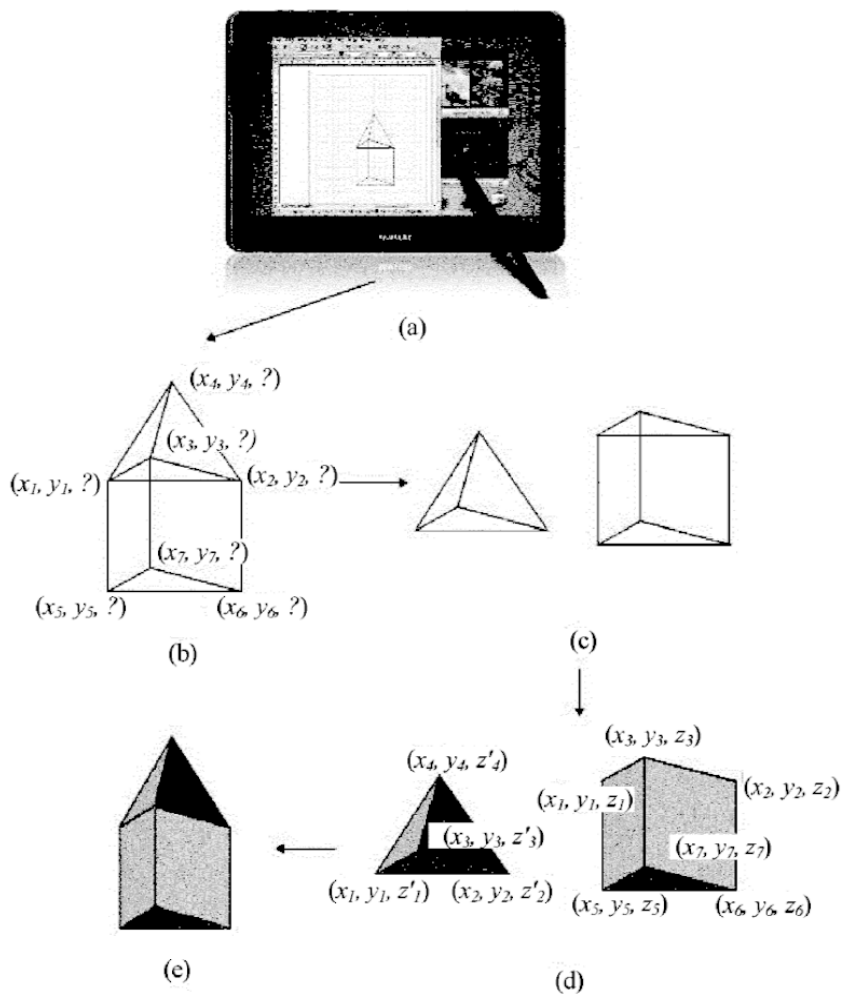 (a)
(x4, y4, ?)
(x3, y3, ?)
(x1, y1, ?)
(x2, y2, ?)
(x7, y7, ?)
(x5, y5, ?)
(x6, y6, ?)
(b)
(c)
(x4, y4, z'4)
(x3, y3, z'3)
(x1, y1, z'1)
(x2, y2, z'2)
(x3, y3, z3)
(x1, y1, z1)
(x2, y2, z2)
(x7, y7, z7)
(x5, y5, z5)
(x6, y6, z6)
(e)
(d)